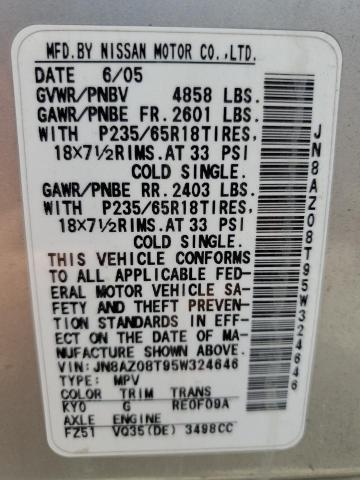 MFD.BY NISSAN MOTOR CO.,LTD.
DATE 6/05
GVWR/PNBV 4858 LBS.
GAWR/PNBE FR.2601 LBS.
WITH P235/65R18TIRES,
18×7½RIMS.AT 33 PSI
COLD SINGLE.
GAWR/PNBE RR.2403 LBS.
WITH P235/65R18TIRES,
18×7½RIMS.AT 33 PSI
COLD SINGLE.
THIS VEHICLE CONFORMS
TO ALL APPLICABLE FED-
ERAL MOTOR VEHICLE SA-
FETY AND THEFT PREVEN-
TION STANDARDS IN EFF-
ECT ON THE DATE OF MA-
NUFACTURE SHOWN ABOVE.
VIN:JN8AZ08T95W324646
TYPE: MPV
COLOR TRIM TRANS
KY0 G RE0F09A
AXLE ENGINE
FZ51 VQ35(DE) 3498CC
JN8AZ08T95W324646